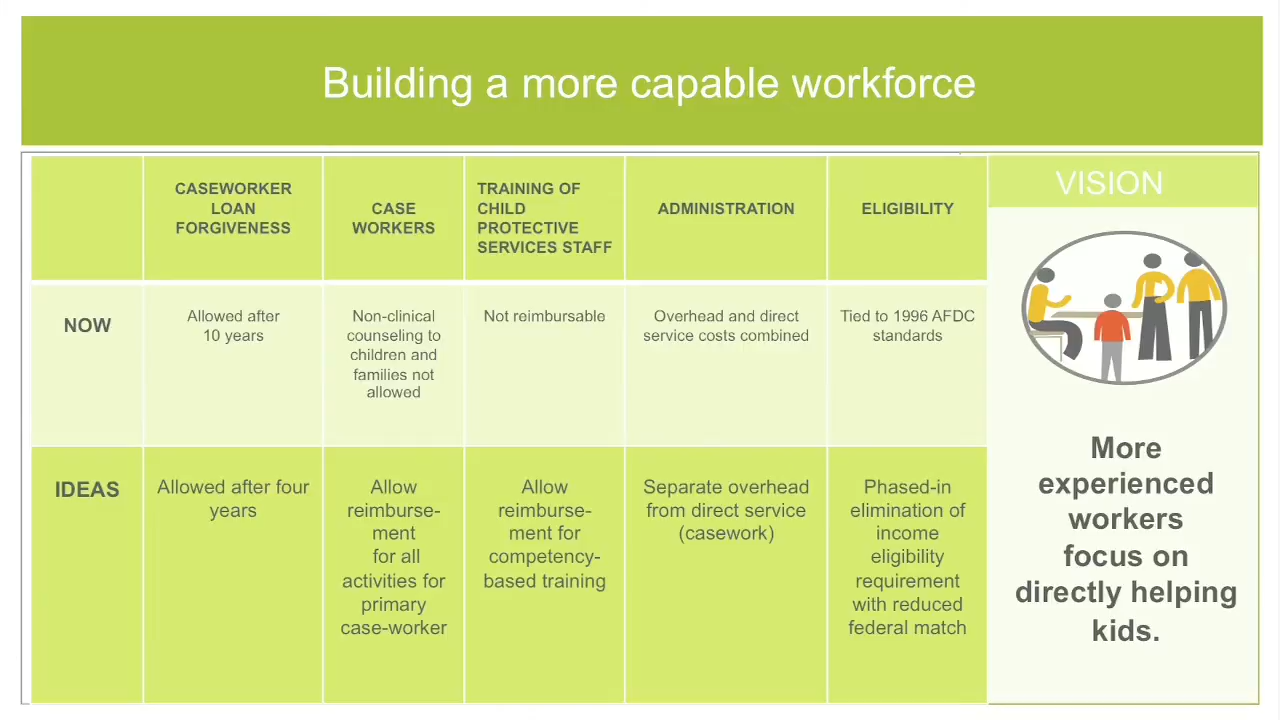 Building a more capable workforce
CASEWORKER
LOAN
FORGIVENESS
CASE
WORKERS
TRAINING OF
CHILD
PROTECTIVE
SERVICES STAFF
ADMINISTRATION
ELIGIBILITY
VISION
NOW
Allowed after
10 years
Non-clinical
counseling to
children and
families not
allowed
Not reimbursable
Overhead and direct
service costs combined
Tied to 1996 AFDC
standards
IDEAS
Allowed after four
years
Allow
reimburse-
ment
for all
activities for
primary
case-worker
Allow
reimburse-
ment for
competency-
based training
Separate overhead
from direct service
(casework)
Phased-in
elimination of
income
eligibility
requirement
with reduced
federal match
More
experienced
workers
focus on
directly helping
kids.